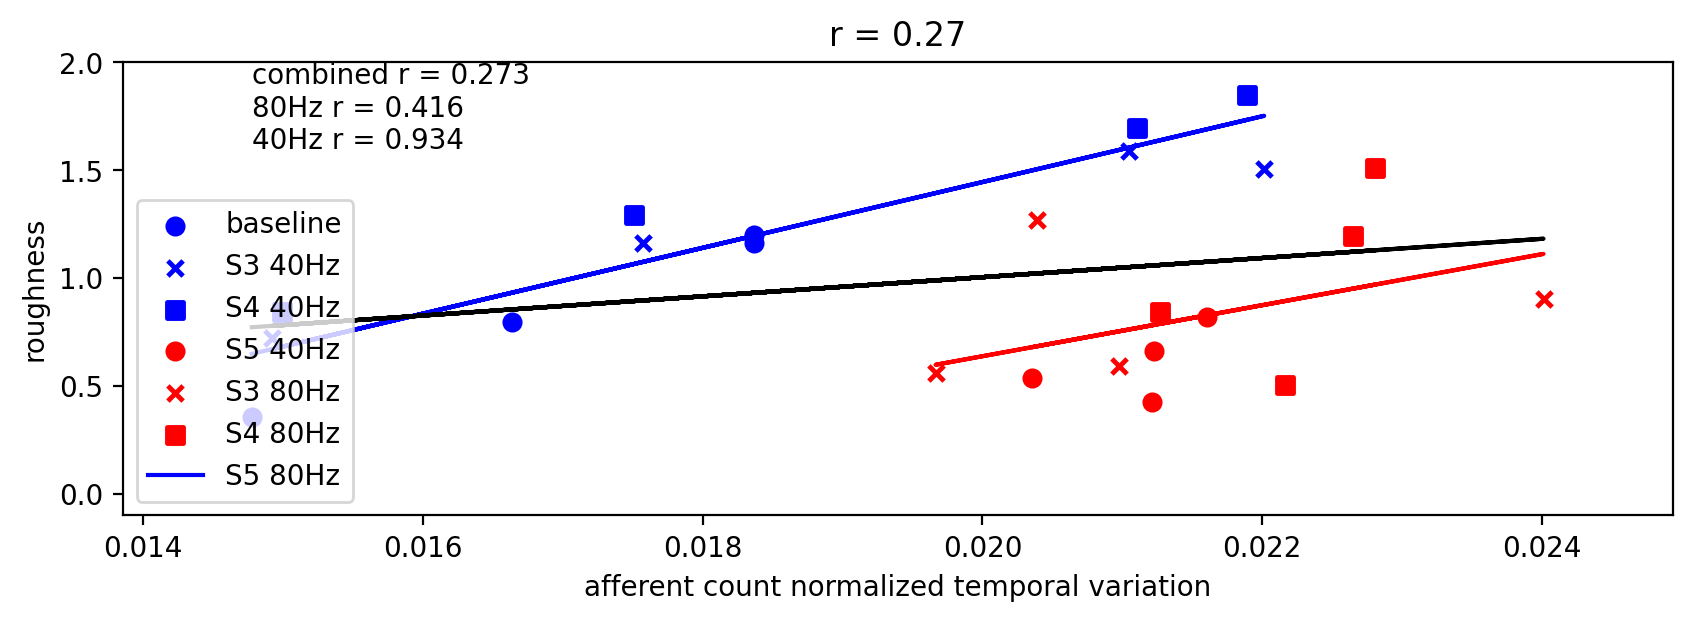 r = 0.27
combined r = 0.273
80Hz r = 0.416
40Hz r = 0.934
roughness
2.0
1.5
1.0
0.5
0.0
baseline
S3 40Hz
S4 40Hz
S5 40Hz
S3 80Hz
S4 80Hz
S5 80Hz
0.014 0.016 0.018 0.020 0.022 0.024
afferent count normalized temporal variation